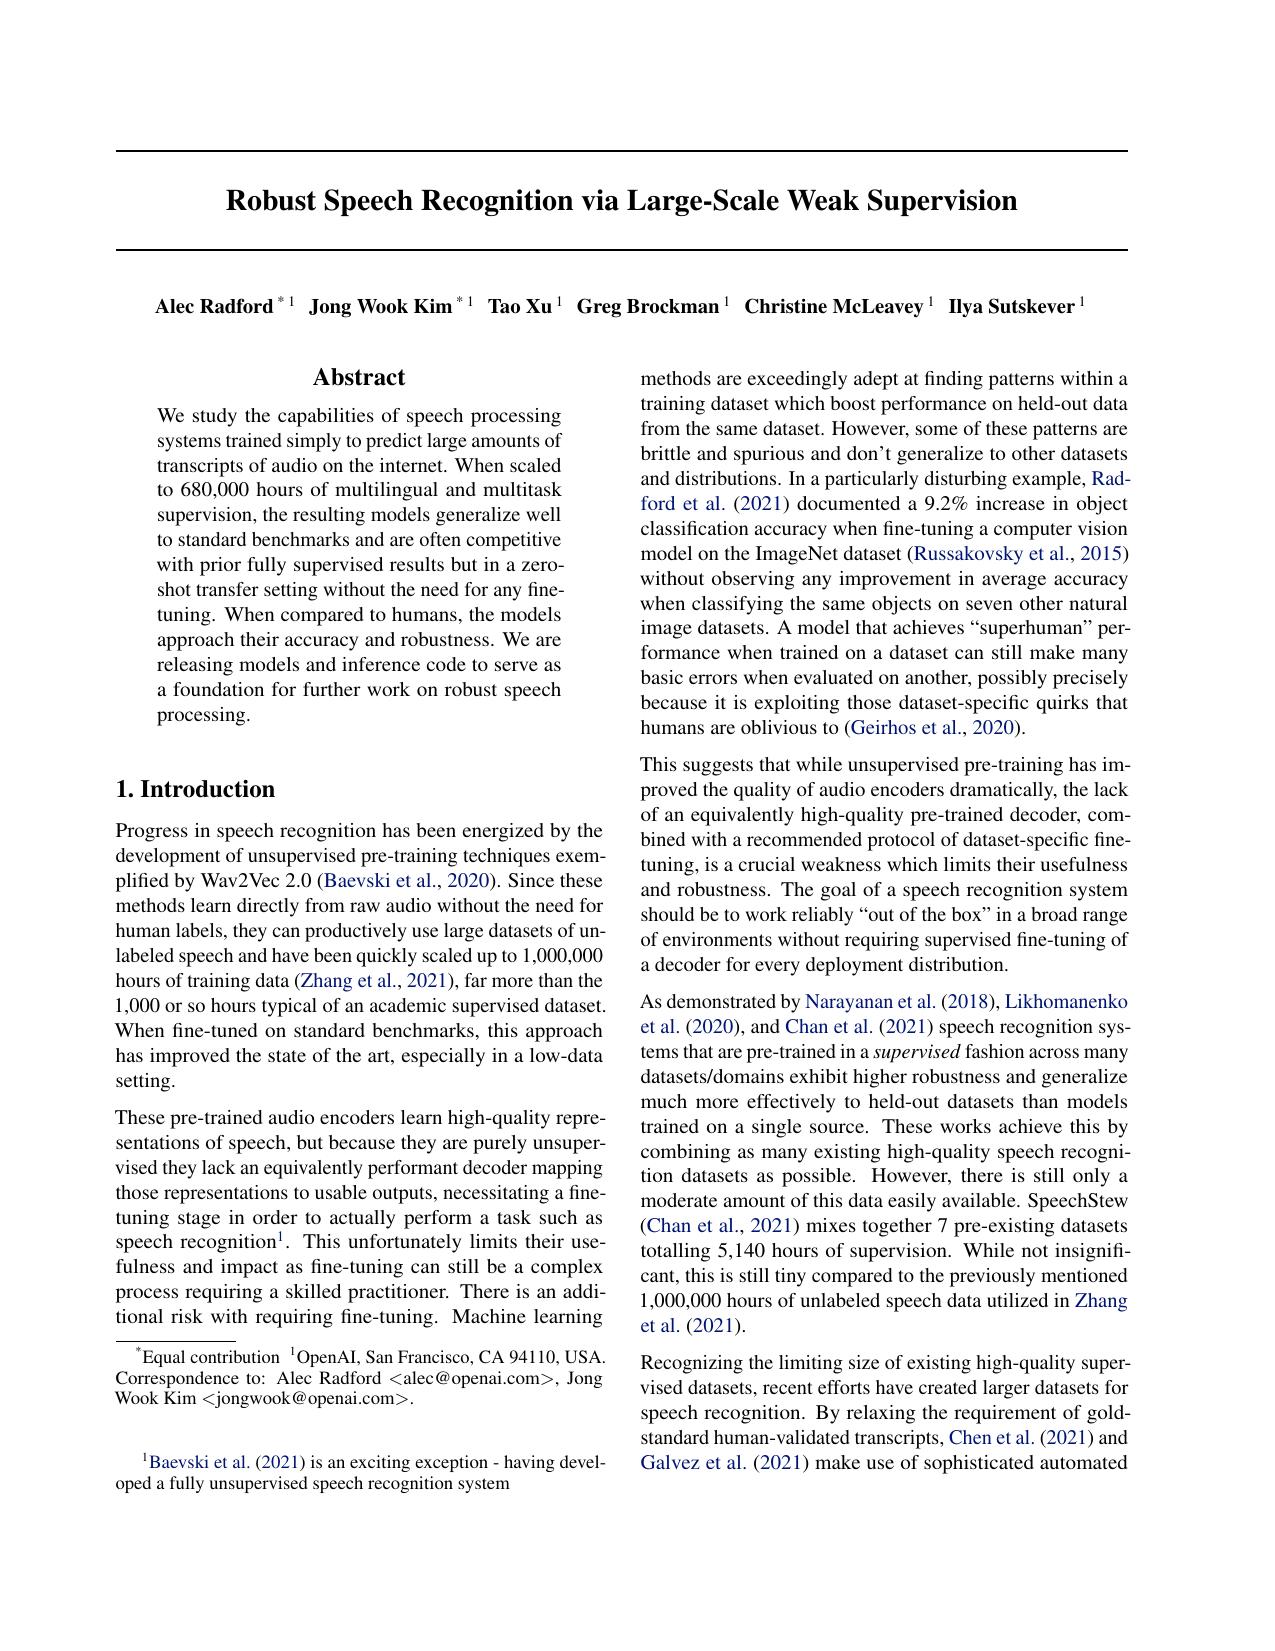 Robust Speech Recognition via Large-Scale Weak Supervision
Alec Radford * 1 Jong Wook Kim * 1 Tao Xu 1 Greg Brockman 1 Christine McLeavey 1 Ilya Sutskever 1
Abstract
We study the capabilities of speech processing
systems trained simply to predict large amounts of
transcripts of audio on the internet. When scaled
to 680,000 hours of multilingual and multitask
supervision, the resulting models generalize well
to standard benchmarks and are often competitive
with prior fully supervised results but in a zero-
shot transfer setting without the need for any fine-
tuning. When compared to humans, the models
approach their accuracy and robustness. We are
releasing models and inference code to serve as
a foundation for further work on robust speech
processing.
1. Introduction
Progress in speech recognition has been energized by the
development of unsupervised pre-training techniques exem-
plified by Wav2Vec 2.0 (Baevski et al., 2020). Since these
methods learn directly from raw audio without the need for
human labels, they can productively use large datasets of un-
labeled speech and have been quickly scaled up to 1,000,000
hours of training data (Zhang et al., 2021), far more than the
1,000 or so hours typical of an academic supervised dataset.
When fine-tuned on standard benchmarks, this approach
has improved the state of the art, especially in a low-data
setting.
These pre-trained audio encoders learn high-quality repre-
sentations of speech, but because they are purely unsuper-
vised they lack an equivalently performant decoder mapping
those representations to usable outputs, necessitating a fine-
tuning stage in order to actually perform a task such as
speech recognition1. This unfortunately limits their use-
fulness and impact as fine-tuning can still be a complex
process requiring a skilled practitioner. There is an addi-
tional risk with requiring fine-tuning. Machine learning
*Equal contribution 1OpenAI, San Francisco, CA 94110, USA.
Correspondence to: Alec Radford <alec@openai.com>, Jong
Wook Kim <jongwook@openai.com>.
1Baevski et al. (2021) is an exciting exception - having devel-
oped a fully unsupervised speech recognition system
methods are exceedingly adept at finding patterns within a
training dataset which boost performance on held-out data
from the same dataset. However, some of these patterns are
brittle and spurious and don’t generalize to other datasets
and distributions. In a particularly disturbing example, Rad-
ford et al. (2021) documented a 9.2% increase in object
classification accuracy when fine-tuning a computer vision
model on the ImageNet dataset (Russakovsky et al., 2015)
without observing any improvement in average accuracy
when classifying the same objects on seven other natural
image datasets. A model that achieves “superhuman” per-
formance when trained on a dataset can still make many
basic errors when evaluated on another, possibly precisely
because it is exploiting those dataset-specific quirks that
humans are oblivious to (Geirhos et al., 2020).
This suggests that while unsupervised pre-training has im-
proved the quality of audio encoders dramatically, the lack
of an equivalently high-quality pre-trained decoder, com-
bined with a recommended protocol of dataset-specific fine-
tuning, is a crucial weakness which limits their usefulness
and robustness. The goal of a speech recognition system
should be to work reliably “out of the box” in a broad range
of environments without requiring supervised fine-tuning of
a decoder for every deployment distribution.
As demonstrated by Narayanan et al. (2018), Likhomanenko
et al. (2020), and Chan et al. (2021) speech recognition sys-
tems that are pre-trained in a supervised fashion across many
datasets/domains exhibit higher robustness and generalize
much more effectively to held-out datasets than models
trained on a single source. These works achieve this by
combining as many existing high-quality speech recogni-
tion datasets as possible. However, there is still only a
moderate amount of this data easily available. SpeechStew
(Chan et al., 2021) mixes together 7 pre-existing datasets
totalling 5,140 hours of supervision. While not insignifi-
cant, this is still tiny compared to the previously mentioned
1,000,000 hours of unlabeled speech data utilized in Zhang
et al. (2021).
Recognizing the limiting size of existing high-quality super-
vised datasets, recent efforts have created larger datasets for
speech recognition. By relaxing the requirement of gold-
standard human-validated transcripts, Chen et al. (2021) and
Galvez et al. (2021) make use of sophisticated automated